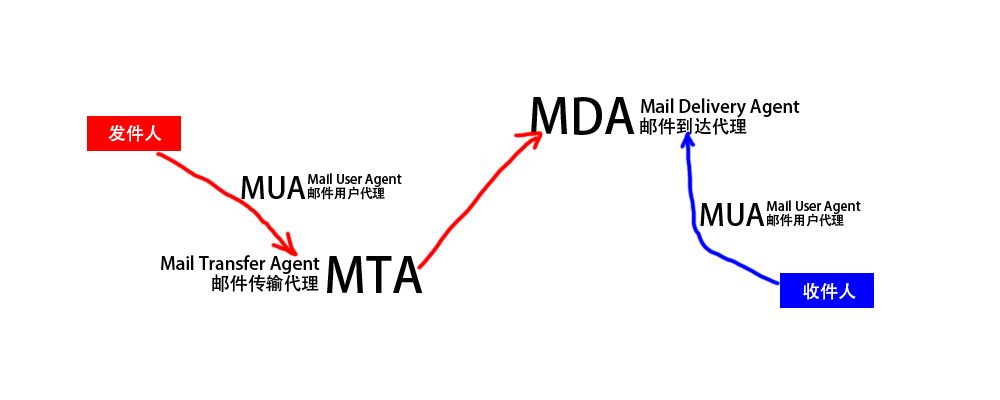 MDA
Mail Delivery Agent
邮件到达代理
发件人
MUA
Mail User Agent
邮件用户代理
MUA
Mail User Agent
邮件用户代理
Mail Transfer Agent
邮件传输代理
MTA
收件人